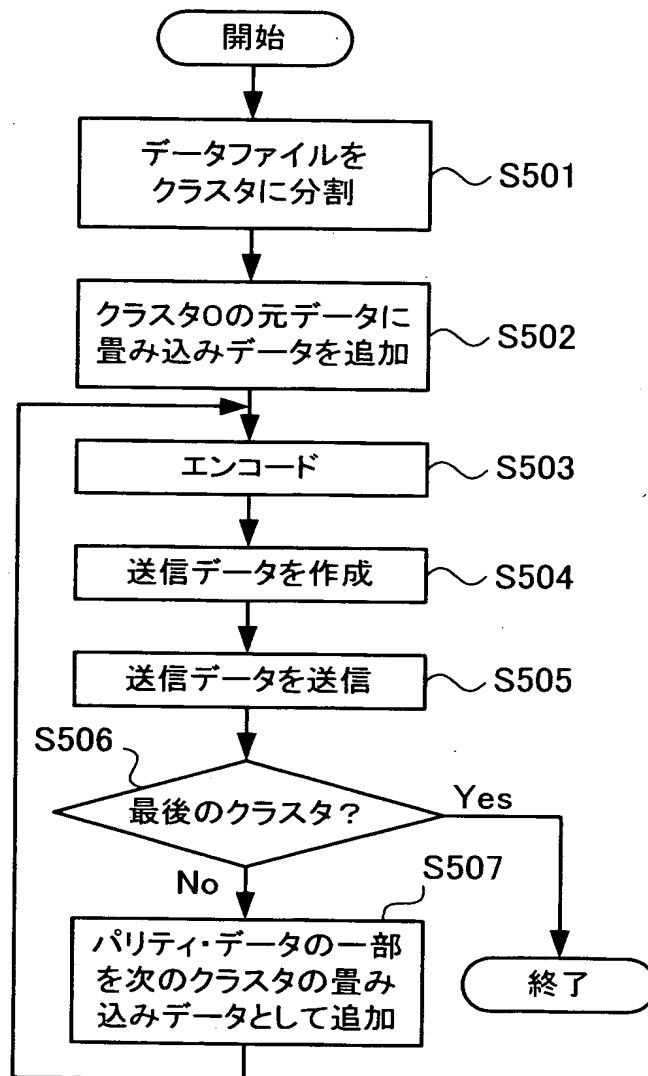 開始
データファイルを
クラスタに分割
S501
クラスタ0の元データに
畳み込みデータを追加
S502
エンコード
S503
送信データを作成
S504
送信データを送信
S505
S506
最後のクラスタ？
Yes
No
S507
パリティ・データの一部
を次のクラスタの畳み
込みデータとして追加
終了